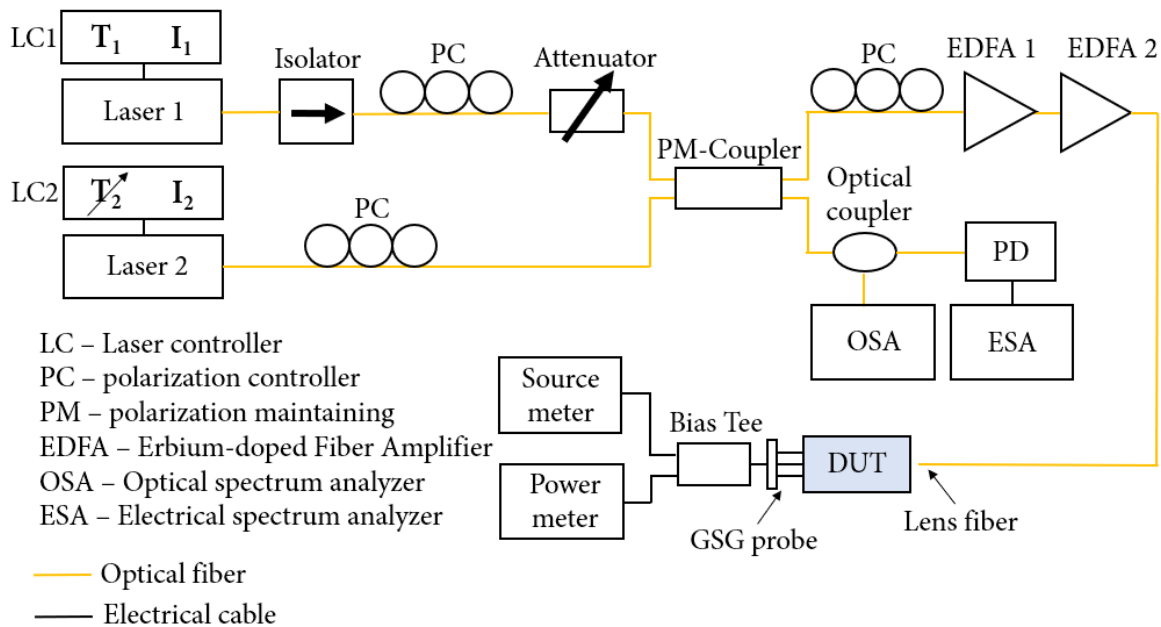 LC1
T1 I1
Laser 1
Isolator
PC
Attenuator
PC
EDFA 1
EDFA 2
LC2
T2 I2
Laser 2
PC
PM-Coupler
Optical
coupler
PD
OSA
ESA
LC – Laser controller
PC – polarization controller
PM – polarization maintaining
EDFA – Erbium-doped Fiber Amplifier
OSA – Optical spectrum analyzer
ESA – Electrical spectrum analyzer
Source
meter
Power
meter
Bias Tee
GSG probe
DUT
Lens fiber
Optical fiber
Electrical cable